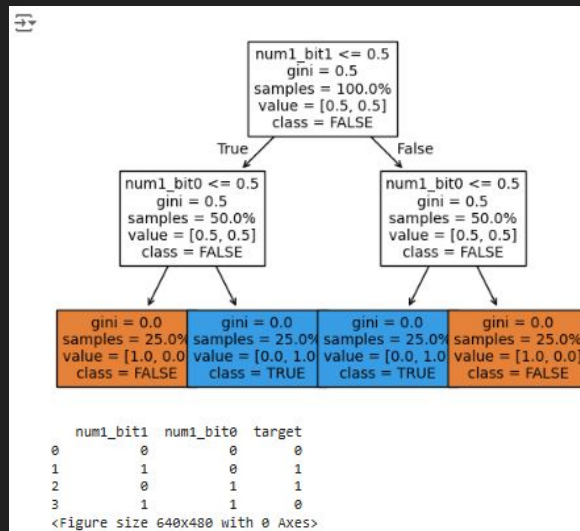 num1_bit1 <= 0.5
gini = 0.5
samples = 100.0%
value = [0.5, 0.5]
class = FALSE
True
False
num1_bit0 <= 0.5
gini = 0.5
samples = 50.0%
value = [0.5, 0.5]
class = FALSE
num1_bit0 <= 0.5
gini = 0.5
samples = 50.0%
value = [0.5, 0.5]
class = FALSE
gini = 0.0
samples = 25.0%
value = [1.0, 0.0
class = FALSE
gini = 0.0
samples = 25.0%
value = [0.0, 1.0
class = TRUE
gini = 0.0
samples = 25.0%
value = [0.0, 1.0
class = TRUE
gini = 0.0
samples = 25.0%
value = [1.0, 0.0]
class = FALSE
num1_bit1 num1_bit0 target
0 0 0 0
1 1 0 1
2 0 1 1
3 1 1 0
<Figure size 640x480 with 0 Axes>